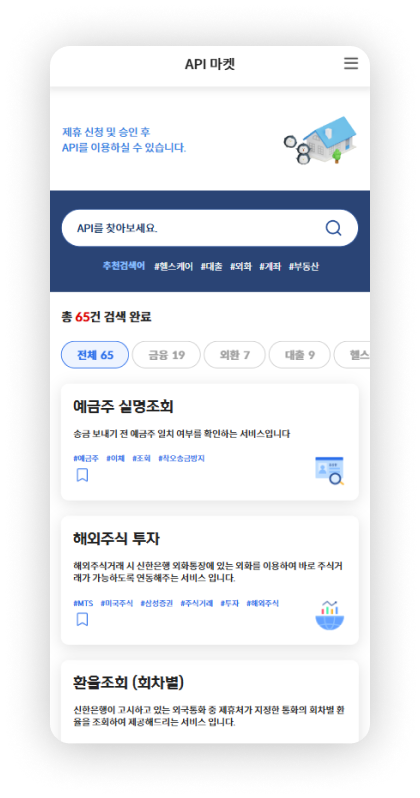 API 마켓
제휴 신청 및 승인 후
API를 이용하실 수 있습니다.
API를 찾아보세요.
추천검색어 #헬스케어 #대출 #외화 #계좌 #부동산
총 65건 검색 완료
전체 65 금융 19 외환 7 대출 9 헬스
예금주 실명조회
송금 보내기 전 예금주 일치 여부를 확인하는 서비스입니다
#예금주 #이체 #조회 #착오송금방지
해외주식 투자
해외주식거래 시 신한은행 외화통장에 있는 외화를 이용하여 바로 주식거
래가 가능하도록 연동해주는 서비스 입니다.
#MTS #미국주식 #삼성증권 #주식거래 #투자 #해외주식
환율조회 (회차별)
신한은행이 고시하고 있는 외국통화 중 제휴처가 지정한 통화의 회차별 환
율을 조회하여 제공해드리는 서비스 입니다.